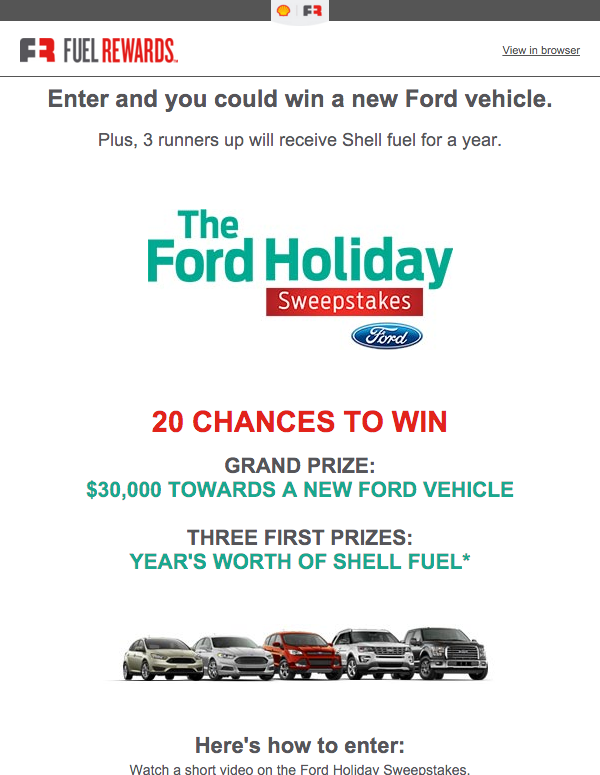 FR
FR FUEL REWARDS™
View in browser
Enter and you could win a new Ford vehicle.
Plus, 3 runners up will receive Shell fuel for a year.
The
Ford Holiday
Sweepstakes
Ford
20 CHANCES TO WIN
GRAND PRIZE:
$30,000 TOWARDS A NEW FORD VEHICLE
THREE FIRST PRIZES:
YEAR'S WORTH OF SHELL FUEL*
Here's how to enter:
Watch a short video on the Ford Holiday Sweepstakes.